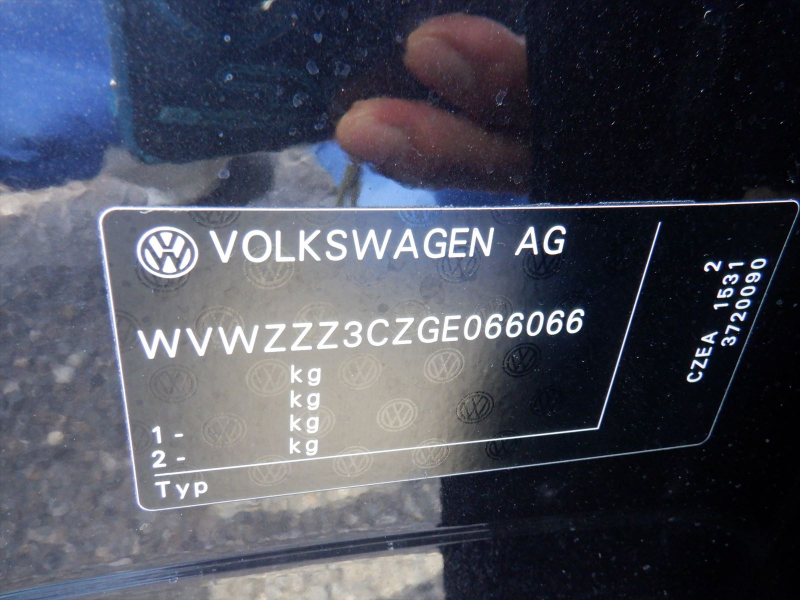 VOLKSWAGEN AG
WVWZZZ3CZGE066066
kg
kg
1- kg
2- kg
Typ
2
CZEA 1531
3720090